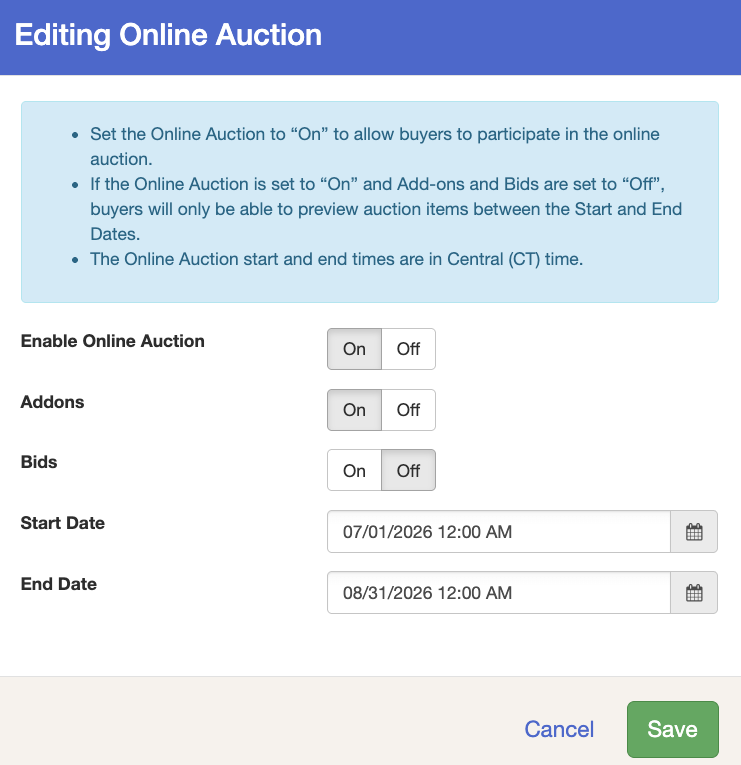 Editing Online Auction
• Set the Online Auction to “On” to allow buyers to participate in the online
auction.
• If the Online Auction is set to “On” and Add-ons and Bids are set to “Off”,
buyers will only be able to preview auction items between the Start and End
Dates.
• The Online Auction start and end times are in Central (CT) time.
Enable Online Auction On Off
Addons On Off
Bids On Off
Start Date 07/01/2026 12:00 AM
End Date 08/31/2026 12:00 AM
Cancel Save